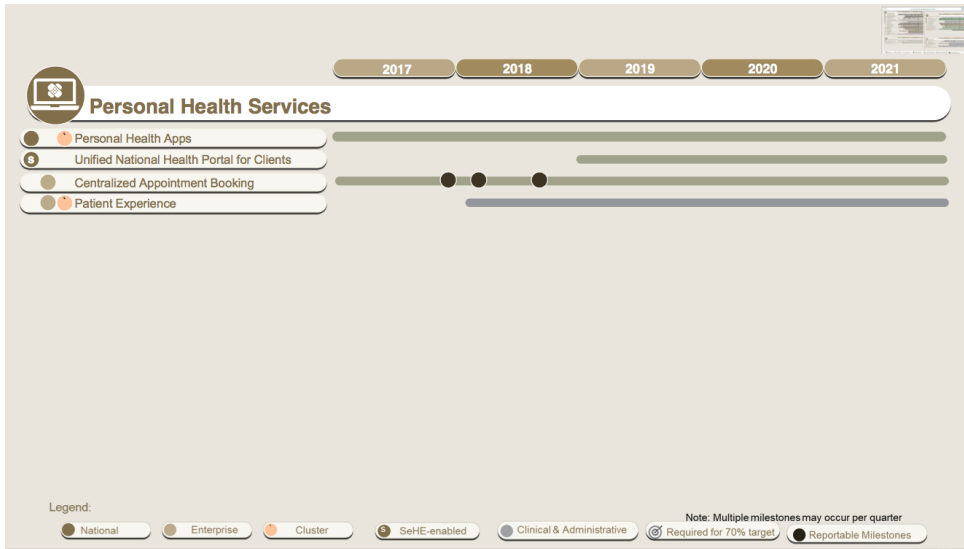 2017 2018 2019 2020 2021
Personal Health Services
Personal Health Apps
S Unified National Health Portal for Clients
Centralized Appointment Booking
Patient Experience
Legend:
Note: Multiple milestones may occur per quarter
National Enterprise Cluster S SeHE-enabled Clinical & Administrative Required for 70% target Reportable Milestones